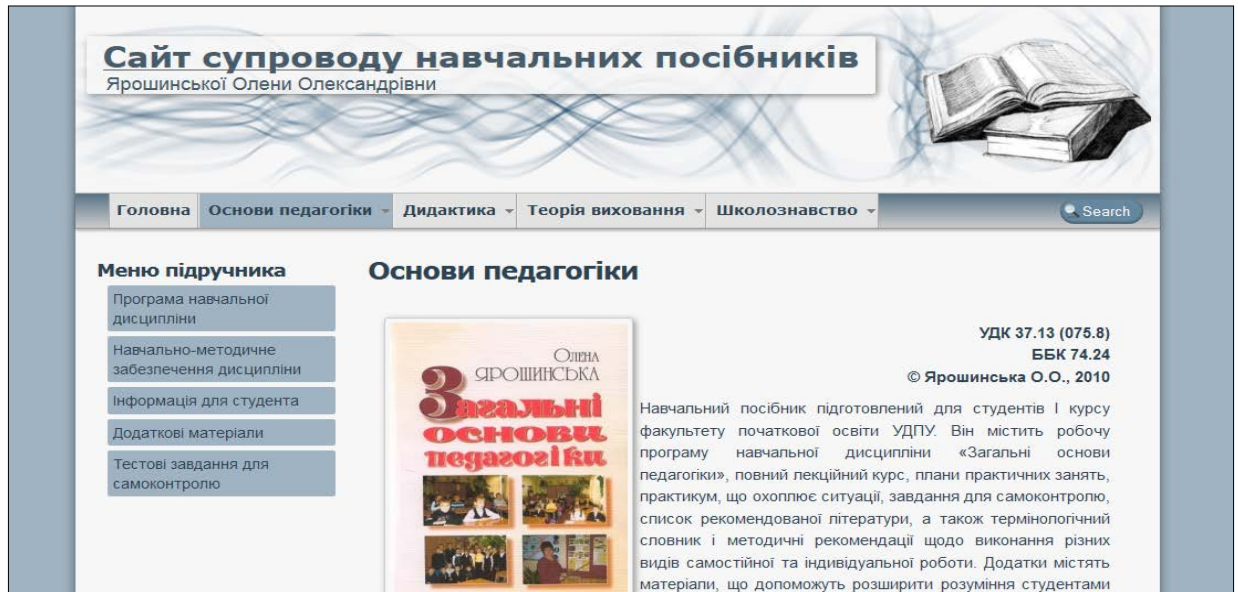 Сайт супроводу навчальних посібників
Ярошинської Олени Олександрівни
Головна
Основи педагогіки
Дидактика
Теорія виховання
Школознавство
Search
Меню підручника
Програма навчальної
дисципліни
Навчально-методичне
забезпечення дисципліни
Інформація для студента
Додаткові матеріали
Тестові завдання для
самоконтролю
Основи педагогіки
Олена
ЯРОШИНСЬКА
Загальні
основи
педагогіки
УДК 37.13 (075.8)
ББК 74.24
© Ярошинська О.О., 2010
Навчальний посібник підготовлений для студентів І курсу
факультету початкової освіти УДПУ. Він містить робочу
програму навчальної дисципліни «Загальні основи
педагогіки», повний лекційний курс, плани практичних занять,
практикум, що охоплює ситуації, завдання для самоконтролю,
список рекомендованої літератури, а також термінологічний
словник і методичні рекомендації щодо виконання різних
видів самостійної та індивідуальної роботи. Додатки містять
матеріали, що допоможуть розширити розуміння студентами